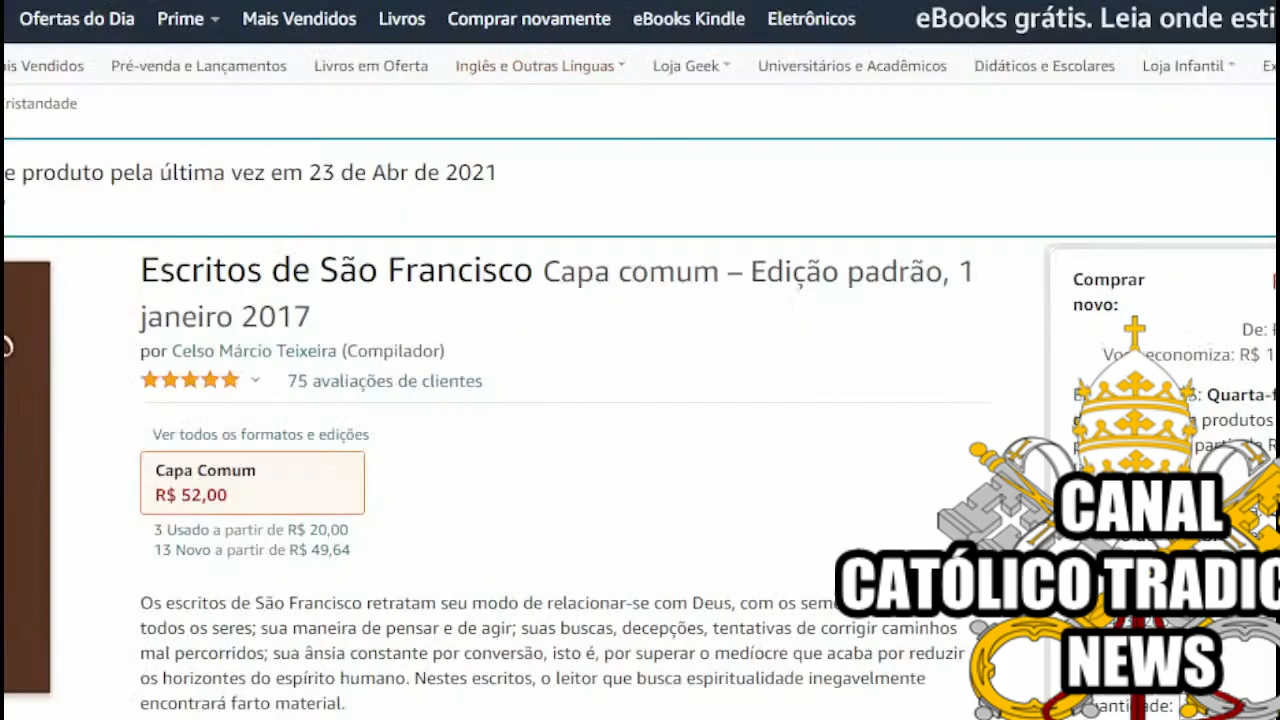 Ofertas do Dia Prime Mais Vendidos Livros Comprar novamente eBooks Kindle Eletrônicos eBooks grátis. Leia onde esti
is Vendidos Pré-venda e Lançamentos Livros em Oferta Inglês e Outras Línguas Loja Geek Universitários e Acadêmicos Didáticos e Escolares Loja Infantil Ex
ristandade
e produto pela última vez em 23 de Abr de 2021
Escritos de São Francisco Capa comum – Edição padrão, 1
janeiro 2017
por Celso Márcio Teixeira (Compilador)
75 avaliações de clientes
Ver todos os formatos e edições
Capa Comum
R$ 52,00
3 Usado a partir de R$ 20,00
13 Novo a partir de R$ 49,64
Os escritos de São Francisco retratam seu modo de relacionar-se com Deus, com os seme
todos os seres; sua maneira de pensar e de agir; suas buscas, decepções, tentativas de corrigir caminhos
mal percorridos; sua ânsia constante por conversão, isto é, por superar o medíocre que acaba por reduzir
os horizontes do espírito humano. Nestes escritos, o leitor que busca espiritualidade inegavelmente
encontrará farto material.
Comprar
novo:
De:
economiza: R$ 1
Quarta-f
produtos
CANAL
CATÓLICO TRADIC
NEWS